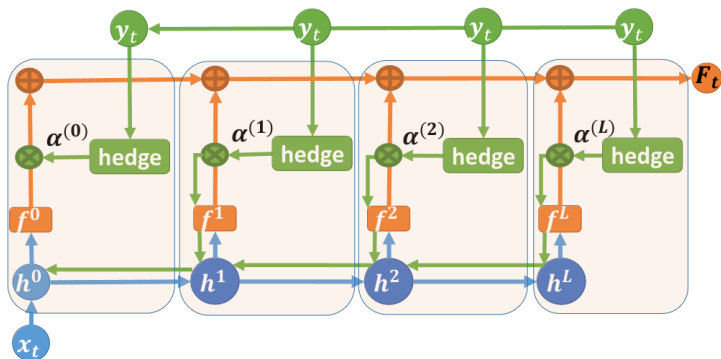 y_t y_t y_t y_t
F_t
α^(0) α^(1) α^(2) α^(L)
hedge hedge hedge hedge
f^0 f^1 f^2 f^L
h^0 h^1 h^2 h^L
x_t